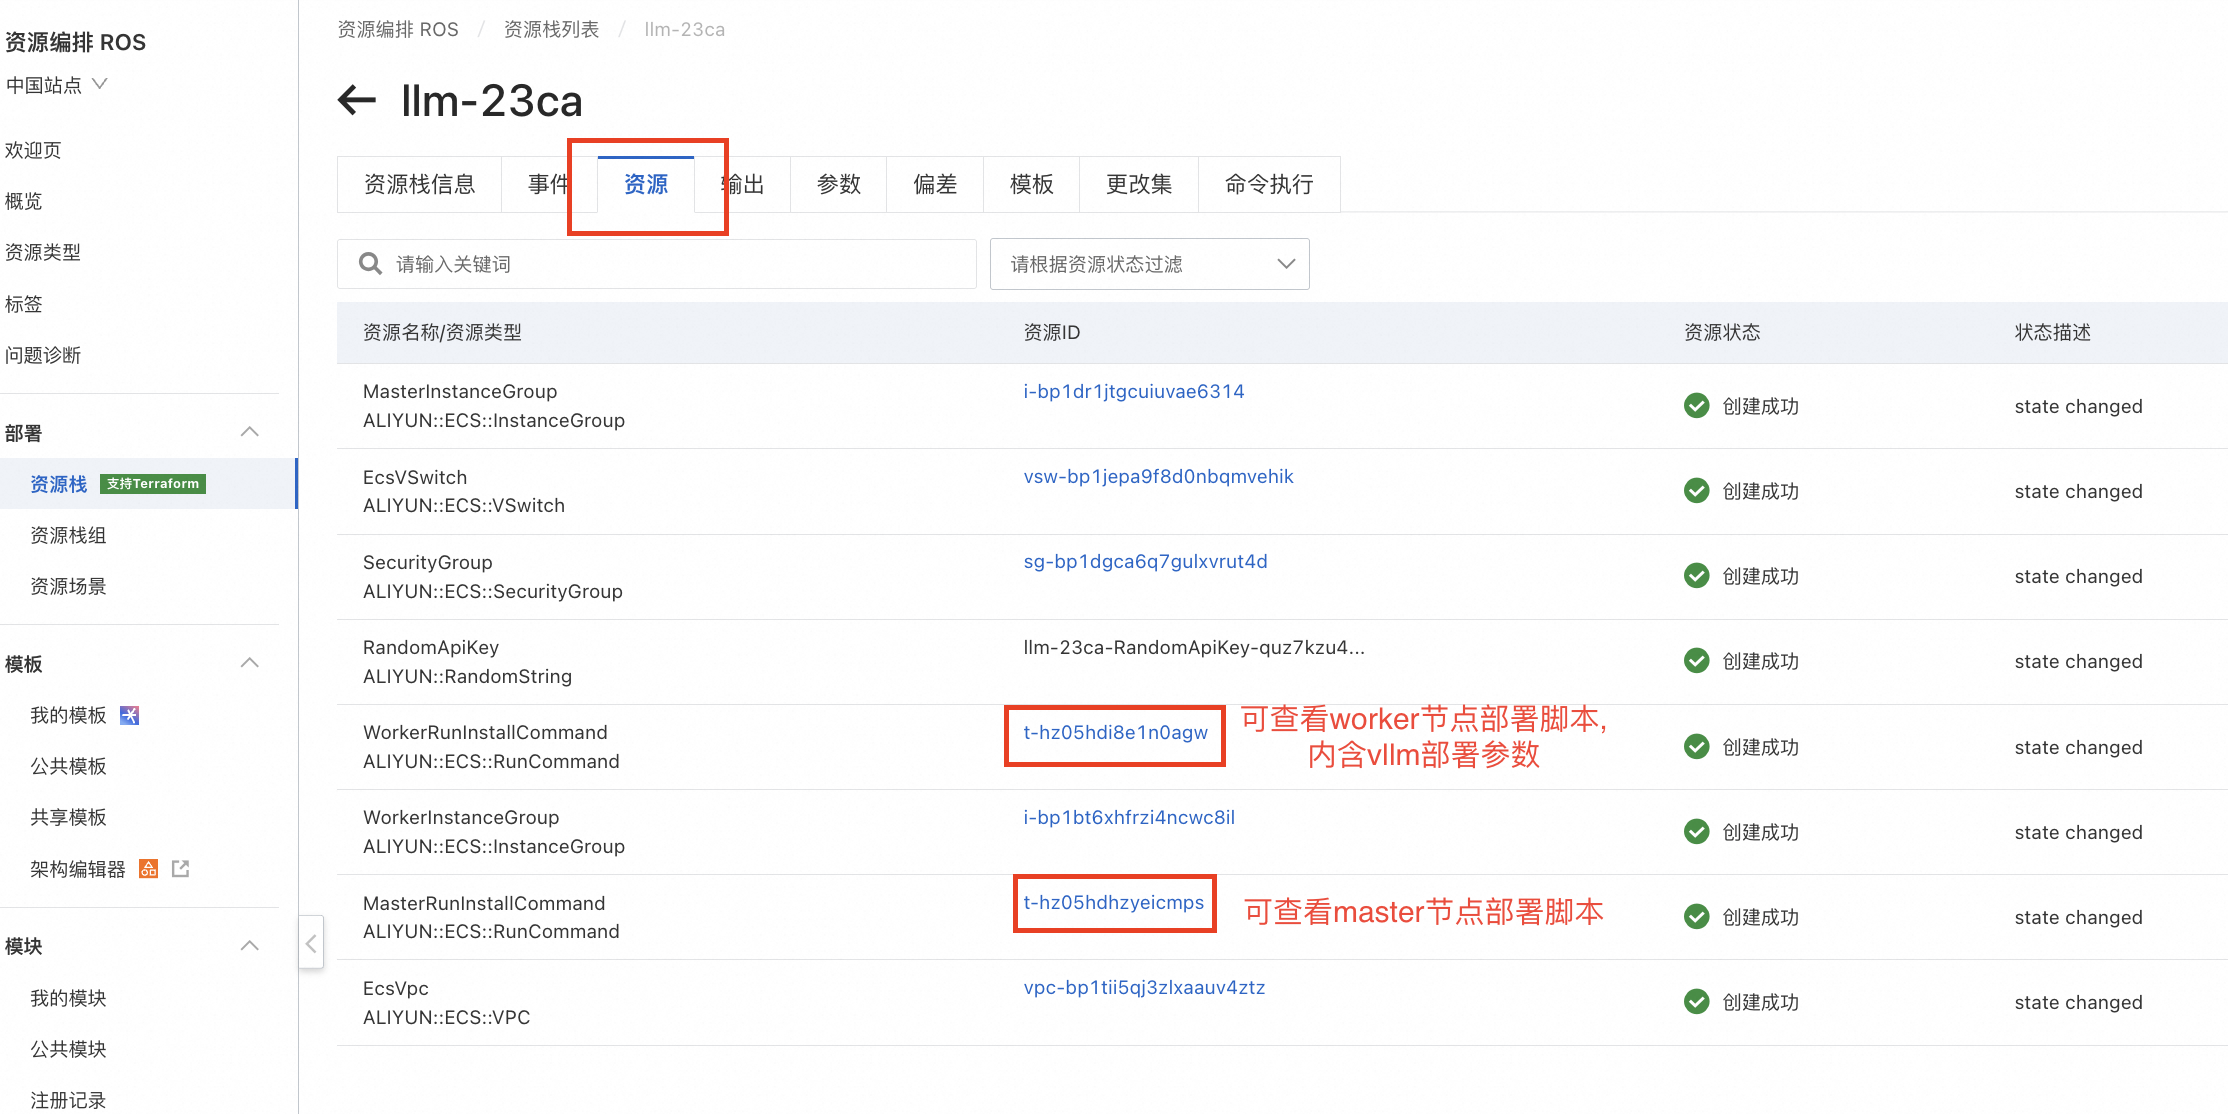 资源编排 ROS
中国站点
欢迎页
概览
资源类型
标签
问题诊断
部署
资源栈 支持Terraform
资源栈组
资源场景
模板
我的模板
公共模板
共享模板
架构编辑器
模块
我的模块
公共模块
注册记录
资源编排 ROS / 资源栈列表 / llm-23ca
llm-23ca
资源栈信息 事件 资源 输出 参数 偏差 模板 更改集 命令执行
请输入关键词 请根据资源状态过滤
资源名称/资源类型 资源ID 资源状态 状态描述
MasterInstanceGroup
ALIYUN::ECS::InstanceGroup
i-bp1dr1jtgcuiuvae6314
创建成功 state changed
EcsVSwitch
ALIYUN::ECS::VSwitch
vsw-bp1jepa9f8d0nbqmvehik
创建成功 state changed
SecurityGroup
ALIYUN::ECS::SecurityGroup
sg-bp1dgca6q7gulxvrut4d
创建成功 state changed
RandomApiKey
ALIYUN::RandomString
llm-23ca-RandomApiKey-quz7kzu4...
创建成功 state changed
WorkerRunInstallCommand
ALIYUN::ECS::RunCommand
t-hz05hdi8e1n0agw
可查看worker节点部署脚本,
内含vllm部署参数
创建成功 state changed
WorkerInstanceGroup
ALIYUN::ECS::InstanceGroup
i-bp1bt6xhfrzi4ncwc8il
创建成功 state changed
MasterRunInstallCommand
ALIYUN::ECS::RunCommand
t-hz05hdhzyeicmps
可查看master节点部署脚本
创建成功 state changed
EcsVpc
ALIYUN::ECS::VPC
vpc-bp1tii5qj3zlxaauv4ztz
创建成功 state changed